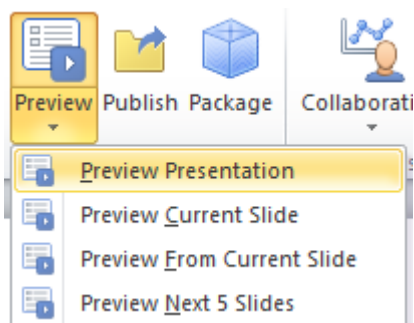 Preview Publish Package Collaborati
Preview Presentation
Preview Current Slide
Preview From Current Slide
Preview Next 5 Slides